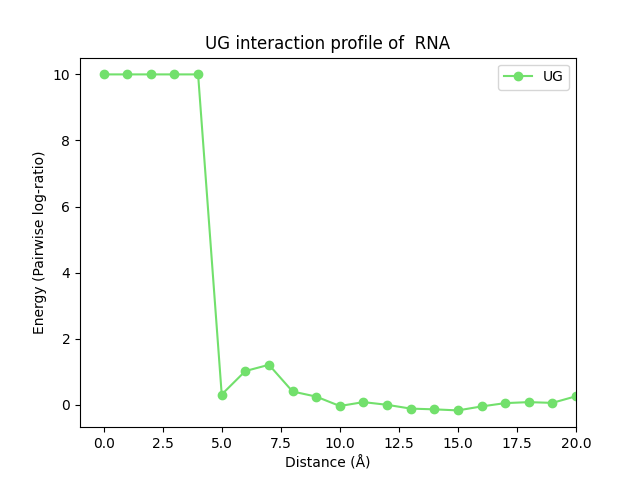 UG interaction profile of  RNA
UG
Energy (Pairwise log-ratio)
10
8
6
4
2
0
0.0 2.5 5.0 7.5 10.0 12.5 15.0 17.5 20.0
Distance (Å)